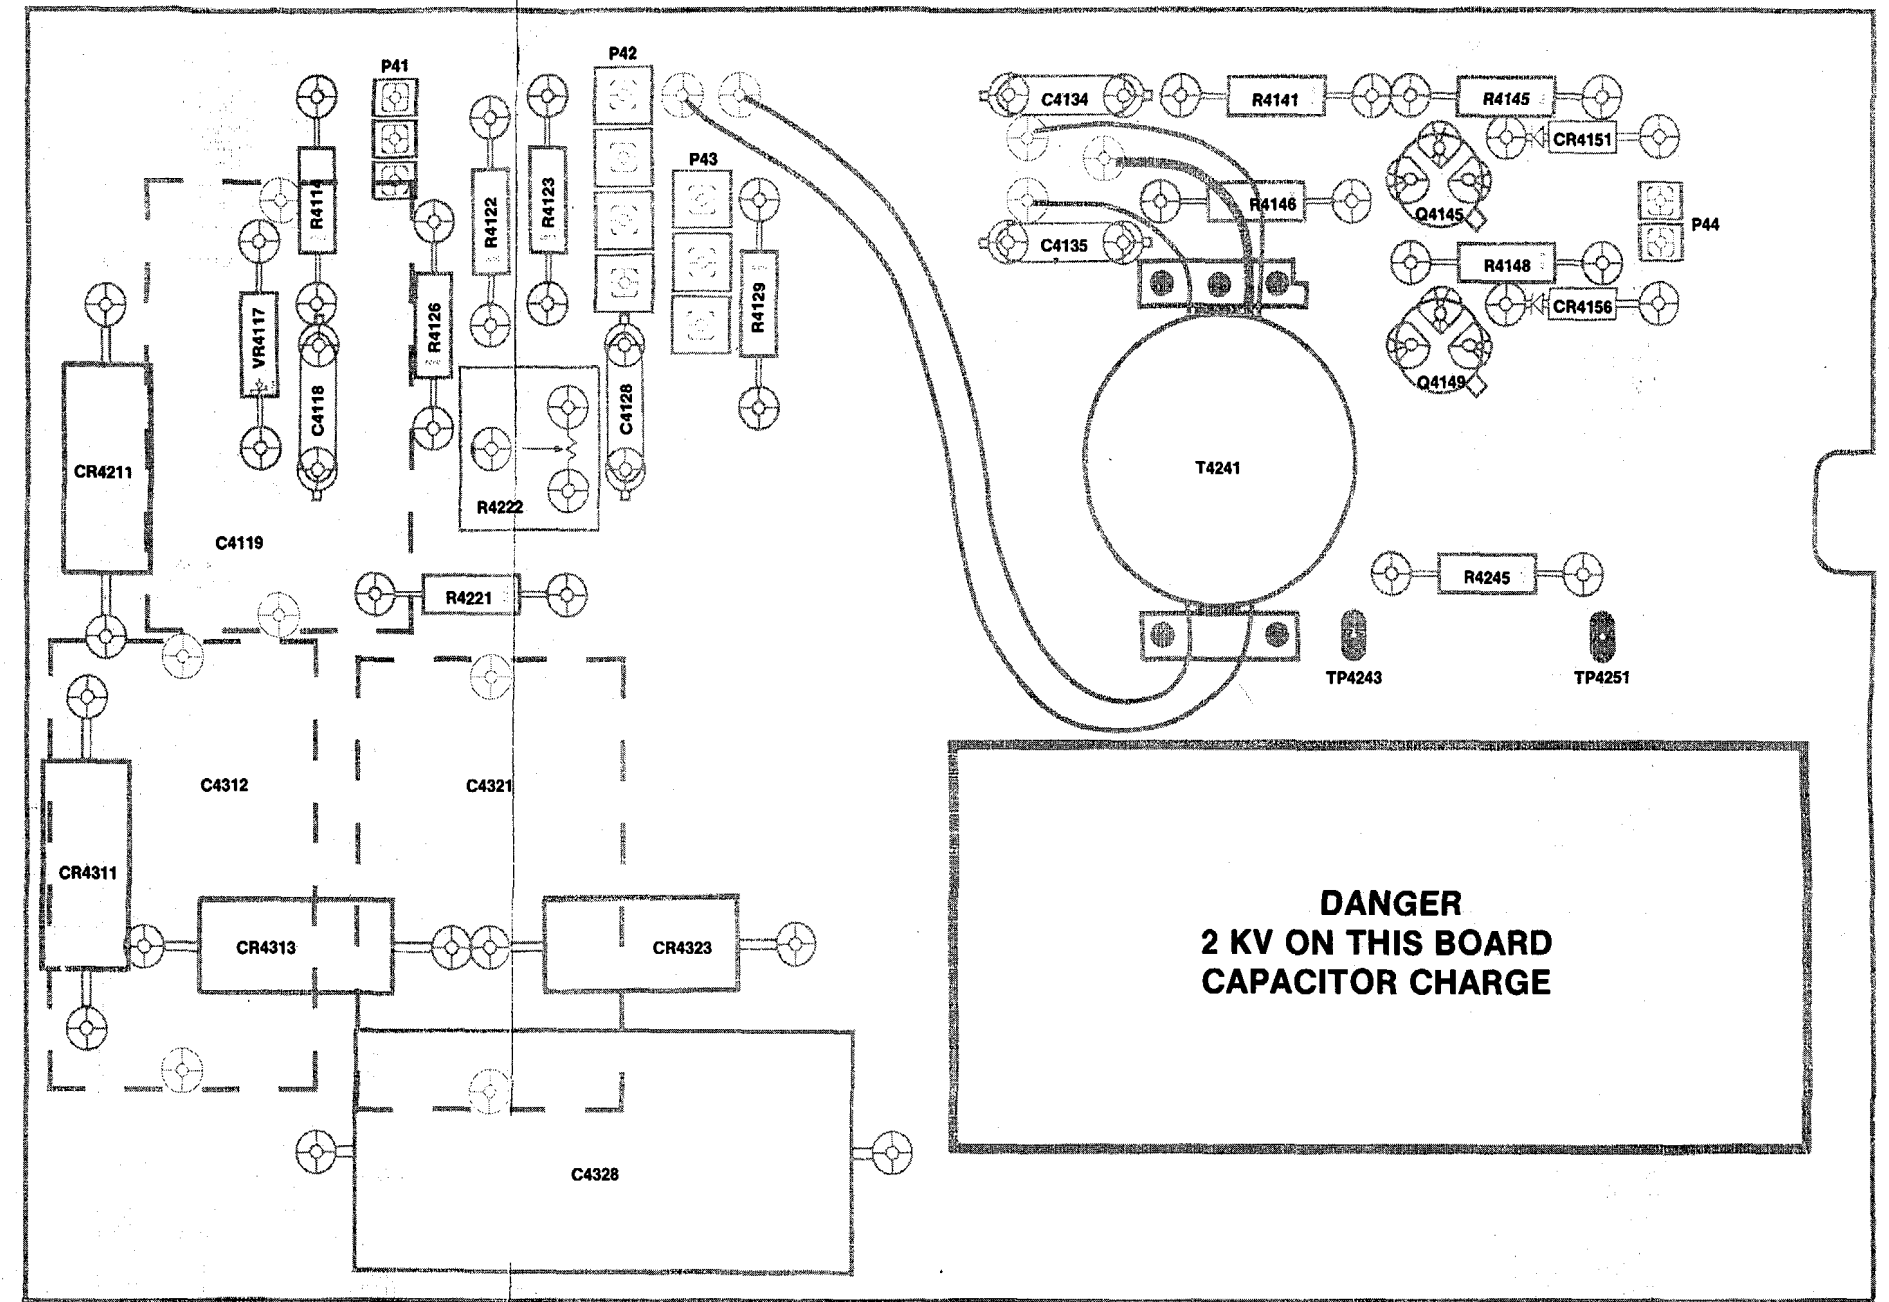 P41
P42
P43
C4134
R4141
R4145
CR4151
R4114
R4122
R4123
R4146
Q4145
P44
C4135
R4148
VR4117
R4126
R4129
CR4156
C4118
C4128
Q4149
CR4211
T4241
R4222
C4119
R4221
R4245
TP4243
TP4251
C4312
C4321
CR4311
CR4313
CR4323
DANGER
2 KV ON THIS BOARD
CAPACITOR CHARGE
C4328